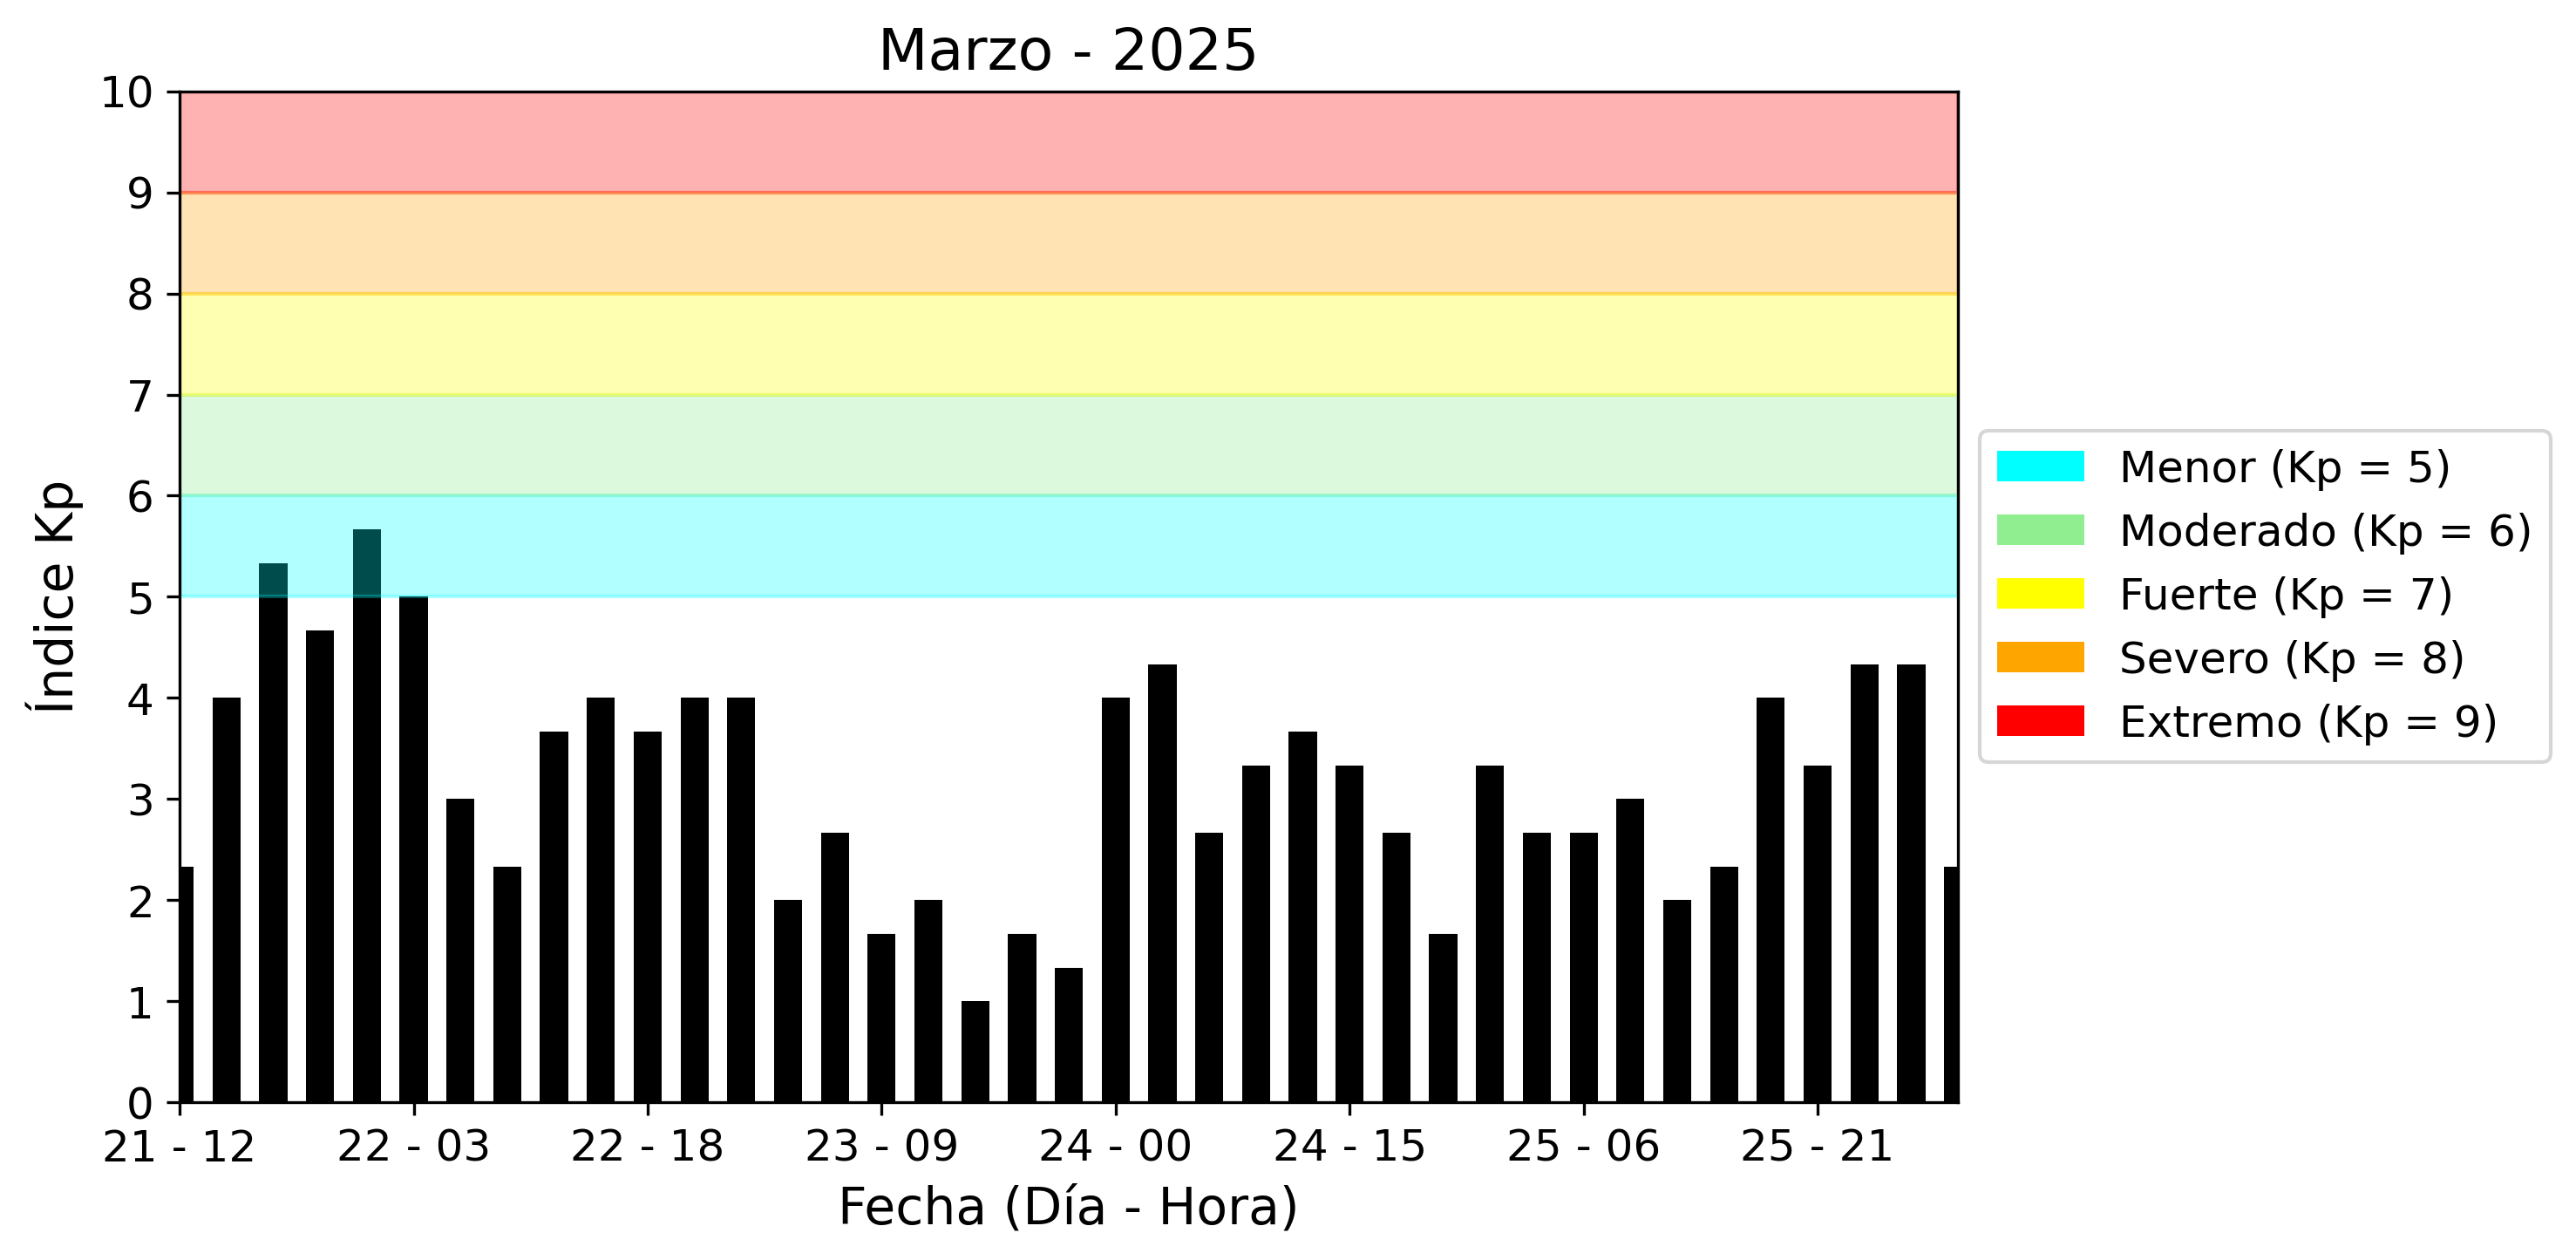 Marzo - 2025
Índice Kp
10
9
8
7
6
5
4
3
2
1
0
21 - 12
22 - 03
22 - 18
23 - 09
24 - 00
24 - 15
25 - 06
25 - 21
Fecha (Día - Hora)
Menor (Kp = 5)
Moderado (Kp = 6)
Fuerte (Kp = 7)
Severo (Kp = 8)
Extremo (Kp = 9)